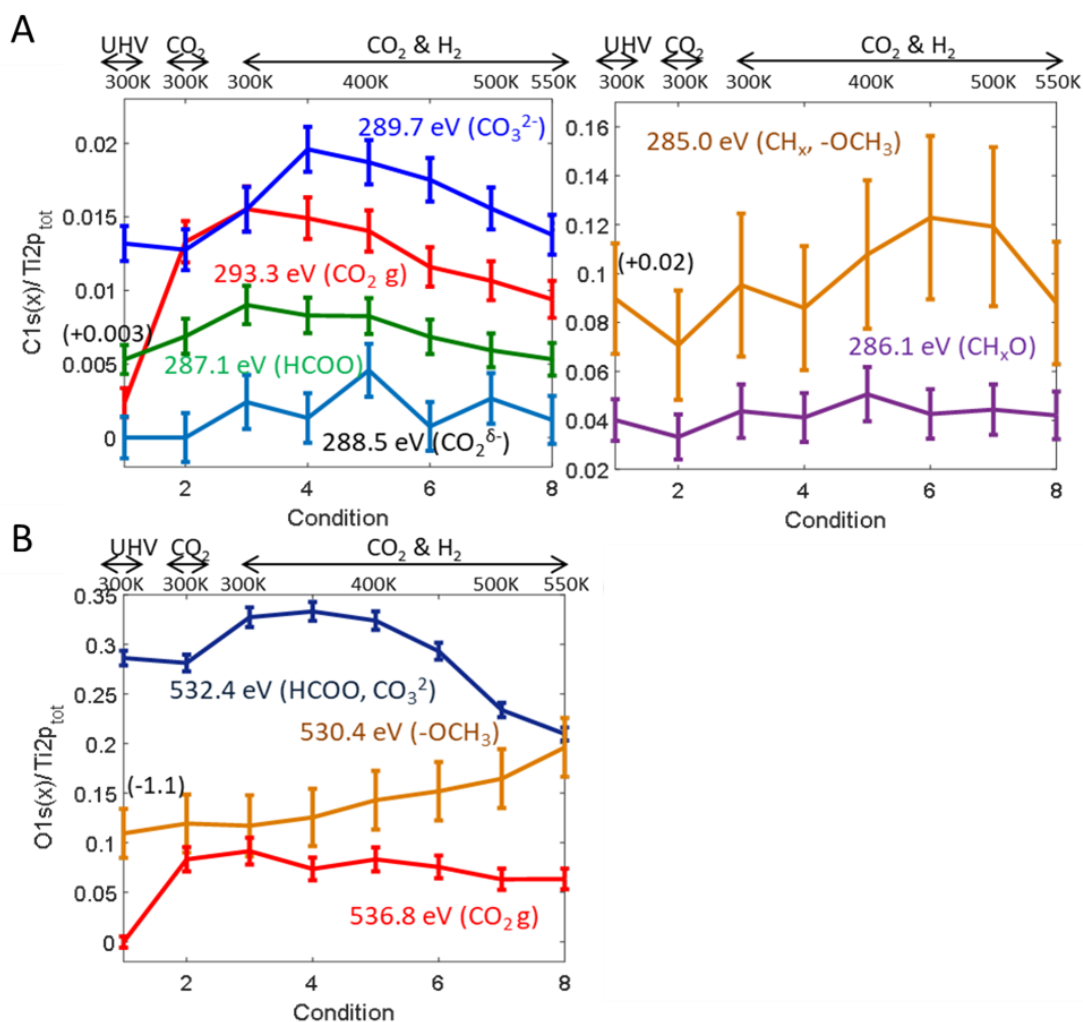 A
UHV CO₂ CO₂ & H₂
300K 300K 300K 400K 500K 550K
C1s(x)/Ti2p_tot
0.02
0.015
0.01
0.005
0
289.7 eV (CO₃²⁻)
293.3 eV (CO₂ g)
(+0.003)
287.1 eV (HCOO)
288.5 eV (CO₂^δ-)
2 4 6 8
Condition
UHV CO₂ CO₂ & H₂
300K 300K 300K 400K 500K 550K
0.16
0.14
0.12
0.1
0.08
0.06
0.04
0.02
285.0 eV (CHₓ, -OCH₃)
(+0.02)
286.1 eV (CHₓO)
2 4 6 8
Condition
B
UHV CO₂ CO₂ & H₂
300K 300K 300K 400K 500K 550K
O1s(x)/Ti2p_tot
0.35
0.3
0.25
0.2
0.15
0.1
0.05
0
532.4 eV (HCOO, CO₃²)
530.4 eV (-OCH₃)
(-1.1)
536.8 eV (CO₂ g)
2 4 6 8
Condition